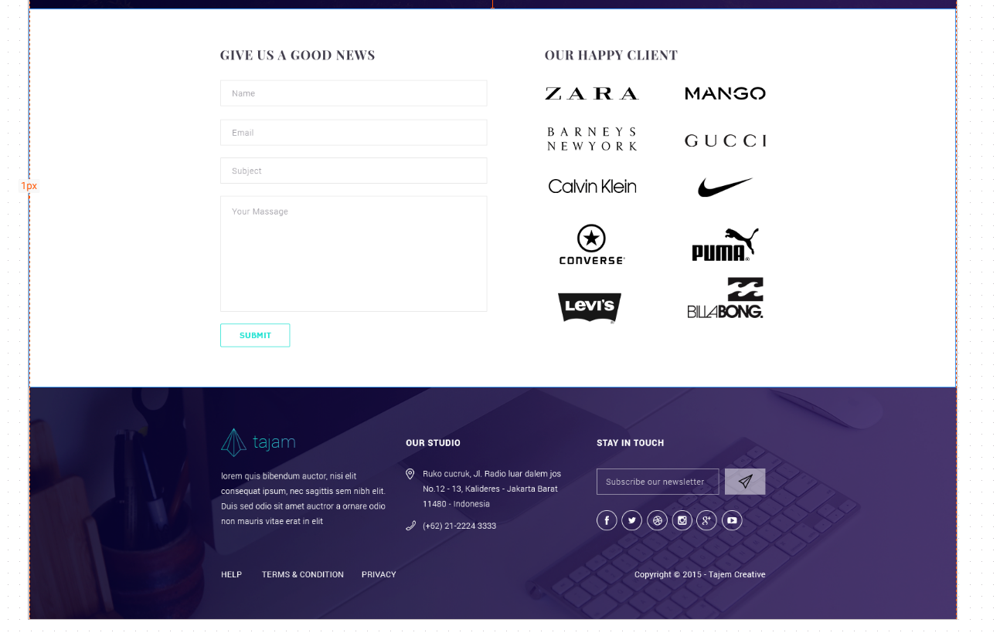 GIVE US A GOOD NEWS
Name
Email
Subject
Your Massage
SUBMIT
OUR HAPPY CLIENT
ZARA
MANGO
BARNEYS
NEWYORK
GUCCI
Calvin Klein
CONVERSE
PUMA
LEVI'S
BILLABONG.
1px
tajam
lorem quis bibendum auctor, nisi elit
consequat ipsum, nec sagittis sem nibh elit.
Duis sed odio sit amet auctror a ornare odio
non mauris vitae erat in elit
OUR STUDIO
Ruko cucruk, Jl. Radio luar dalem jos
No.12 - 13, Kalideres - Jakarta Barat
11480 - Indonesia
(+62) 21-2224 3333
STAY IN TOUCH
Subscribe our newsletter
HELP TERMS & CONDITION PRIVACY
Copyright © 2015 - Tajem Creative